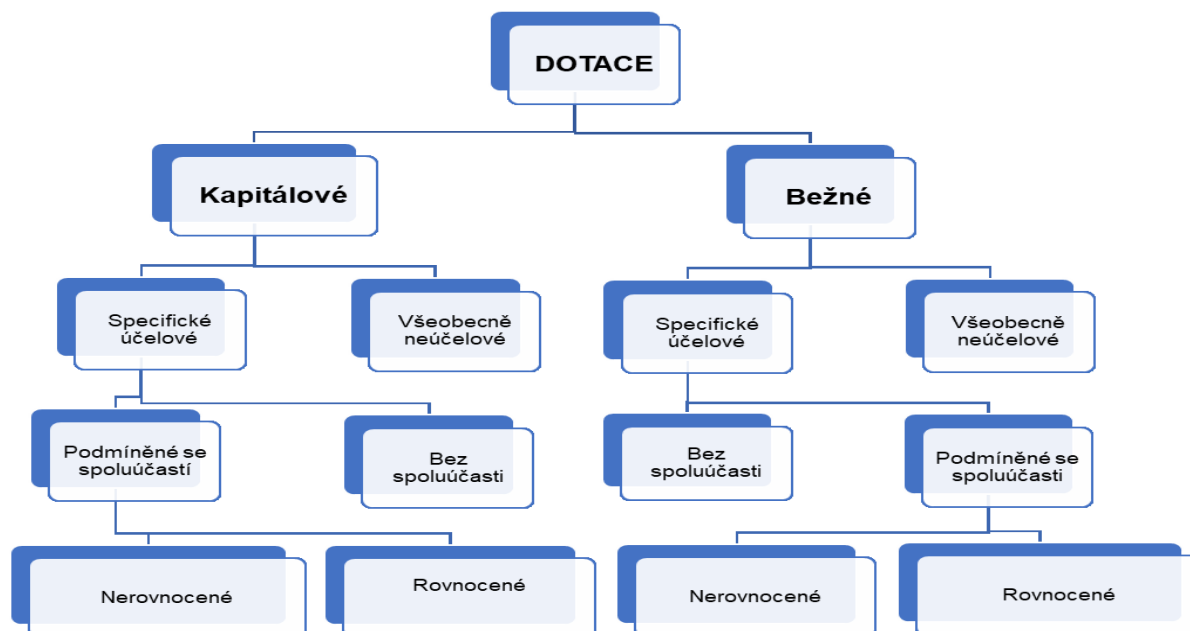 DOTACE
Kapitálové
Bežné
Specifické
účelové
Všeobecně
neúčelové
Specifické
účelové
Všeobecně
neúčelové
Podmíněné se
spoluúčastí
Bez
spoluúčasti
Bez
spoluúčasti
Podmíněné se
spoluúčasti
Nerovnocené
Rovnocené
Nerovnocené
Rovnocené